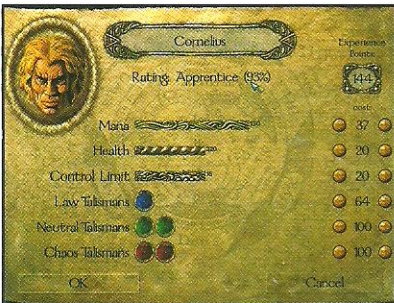 Cornelius
Experience
Points
144
Rating: Apprentice (93%)
cost:
Mana 37
Health 20
Control Limit 20
Law Talismans 64
Neutral Talismans 100
Chaos Talismans 100
OK Cancel